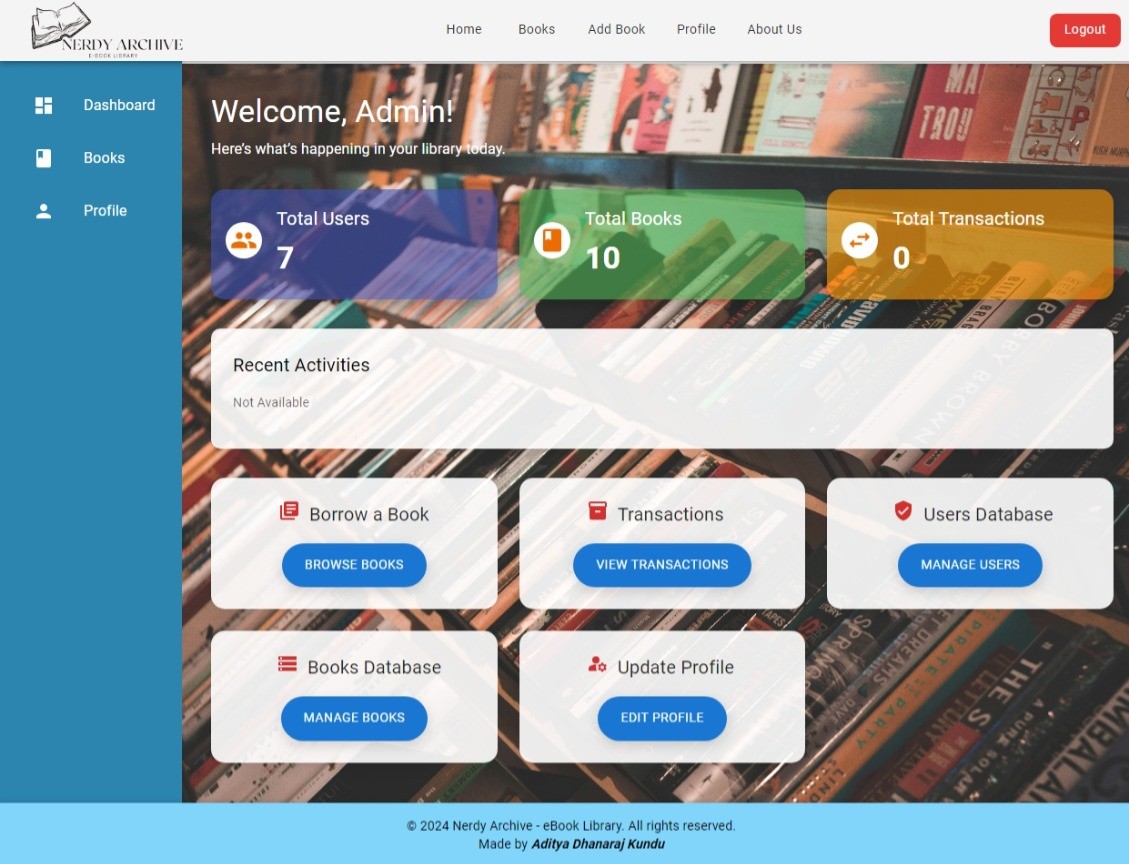 NERDY ARCHIVE
E-BOOK LIBRARY
Home Books Add Book Profile About Us Logout
Dashboard
Books
Profile
Welcome, Admin!
Here's what's happening in your library today.
Total Users
7
Total Books
10
Total Transactions
0
Recent Activities
Not Available
Borrow a Book
BROWSE BOOKS
Transactions
VIEW TRANSACTIONS
Users Database
MANAGE USERS
Books Database
MANAGE BOOKS
Update Profile
EDIT PROFILE
© 2024 Nerdy Archive - eBook Library. All rights reserved.
Made by Aditya Dhanaraj Kundu